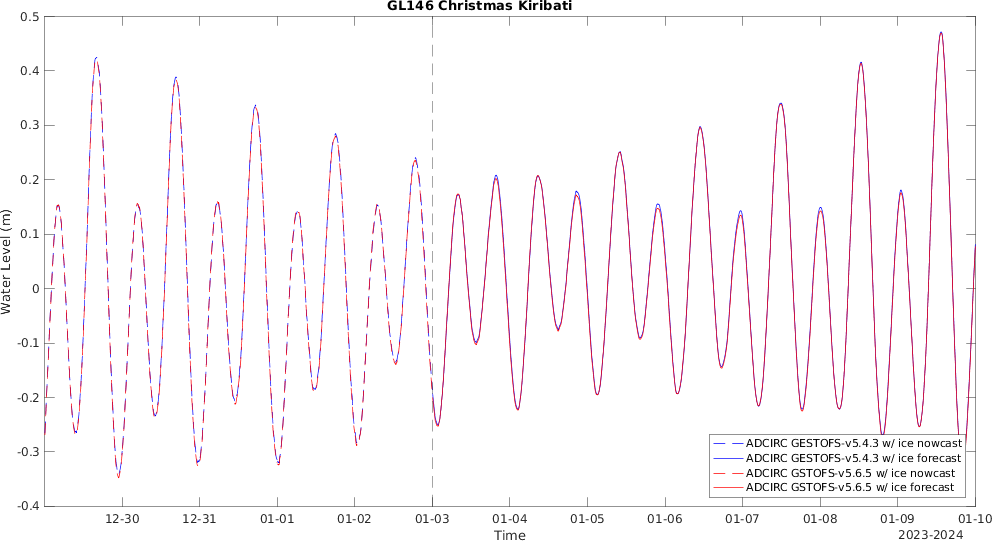 GL146 Christmas Kiribati
Water Level (m)
0.5
0.4
0.3
0.2
0.1
0
-0.1
-0.2
-0.3
-0.4
ADCIRC GESTOFS-v5.4.3 w/ ice nowcast
ADCIRC GESTOFS-v5.4.3 w/ ice forecast
ADCIRC GSTOFS-v5.6.5 w/ ice nowcast
ADCIRC GSTOFS-v5.6.5 w/ ice forecast
12-30 12-31 01-01 01-02 01-03 01-04 01-05 01-06 01-07 01-08 01-09 01-10
Time
2023-2024